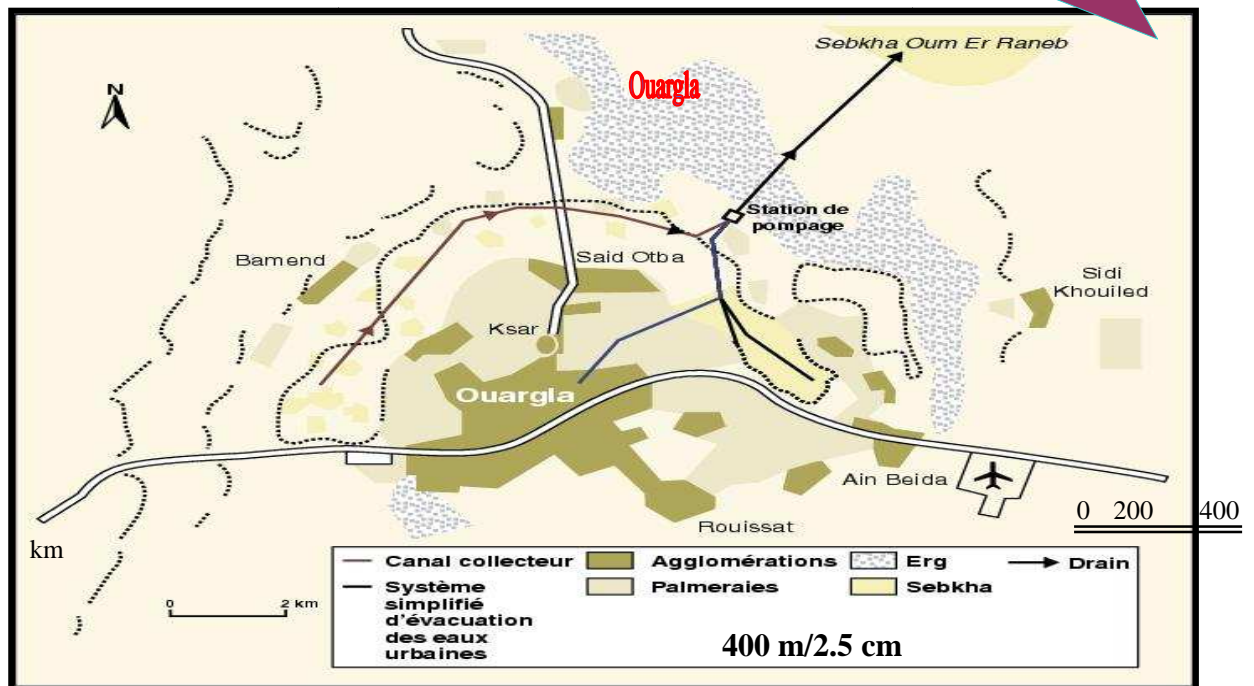 Sebkha Oum Er Raneb
Ouargla
N
Station de
pompage
Bamend
Said Otba
Sidi
Khouiled
Ksar
Ouargla
Ain Beida
Rouissat
0 200 400
km
0 2 km
Canal collecteur
Système
simplifié
d'évacuation
des eaux
urbaines
Agglomérations
Palmeraies
Erg
Sebkha
Drain
400 m/2.5 cm